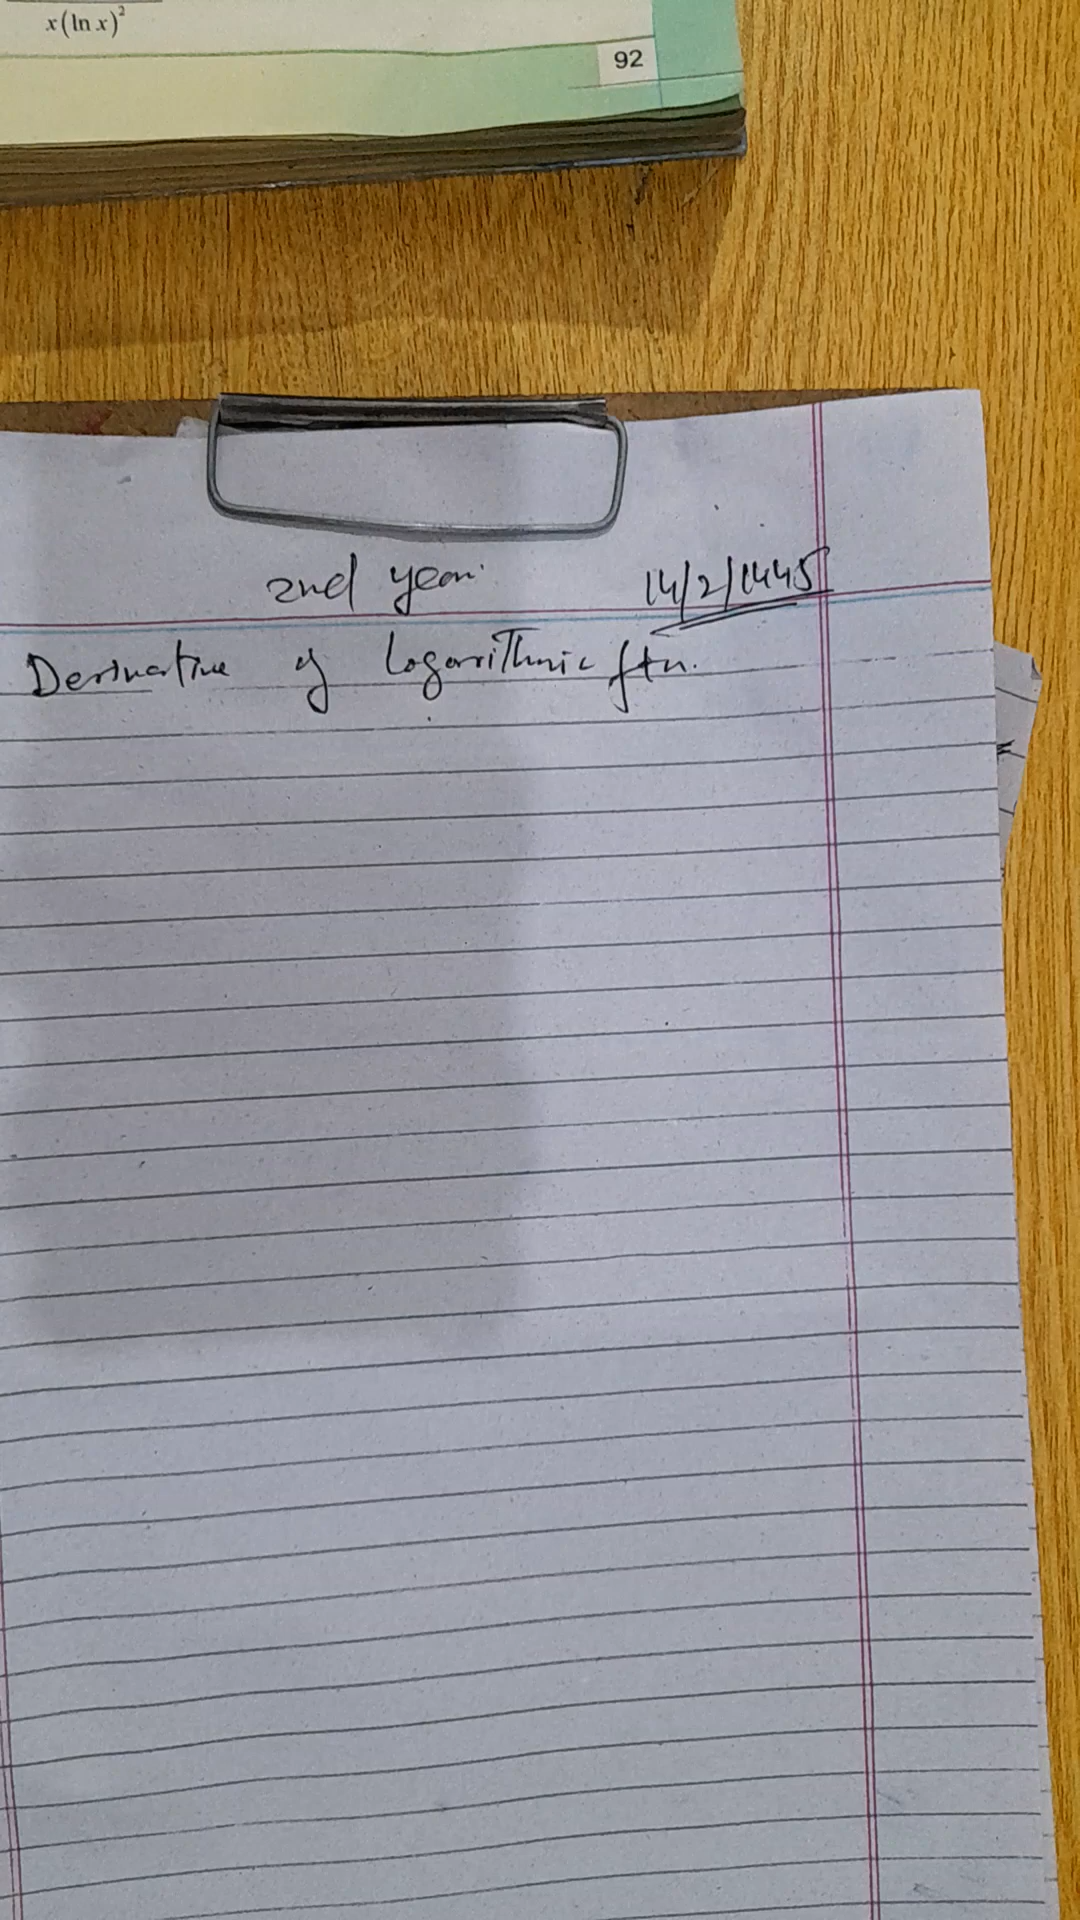 x(ln x)²
92
2nd year
14/2/1445
Derivative of Logarithmic ftn.